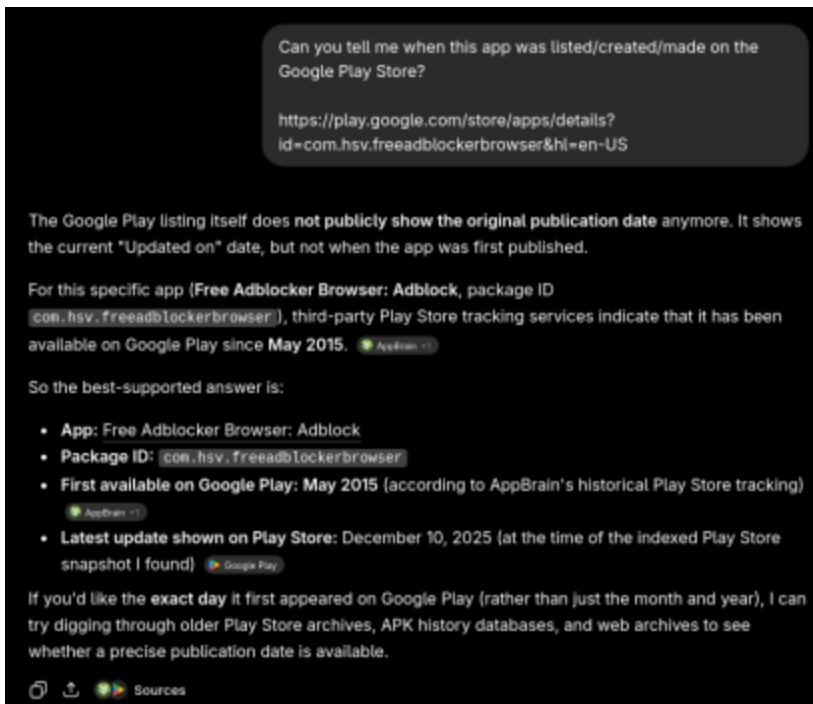 Can you tell me when this app was listed/created/made on the
Google Play Store?
https://play.google.com/store/apps/details?
id=com.hsv.freeadblockerbrowser&hl=en-US
The Google Play listing itself does not publicly show the original publication date anymore. It shows
the current "Updated on" date, but not when the app was first published.
For this specific app (Free Adblocker Browser: Adblock, package ID
com.hsv.freeadblockerbrowser), third-party Play Store tracking services indicate that it has been
available on Google Play since May 2015. AppBrain +1
So the best-supported answer is:
• App: Free Adblocker Browser: Adblock
• Package ID: com.hsv.freeadblockerbrowser
• First available on Google Play: May 2015 (according to AppBrain's historical Play Store tracking)
AppBrain +1
• Latest update shown on Play Store: December 10, 2025 (at the time of the indexed Play Store
snapshot I found) Google Play
If you'd like the exact day it first appeared on Google Play (rather than just the month and year), I can
try digging through older Play Store archives, APK history databases, and web archives to see
whether a precise publication date is available.
Sources